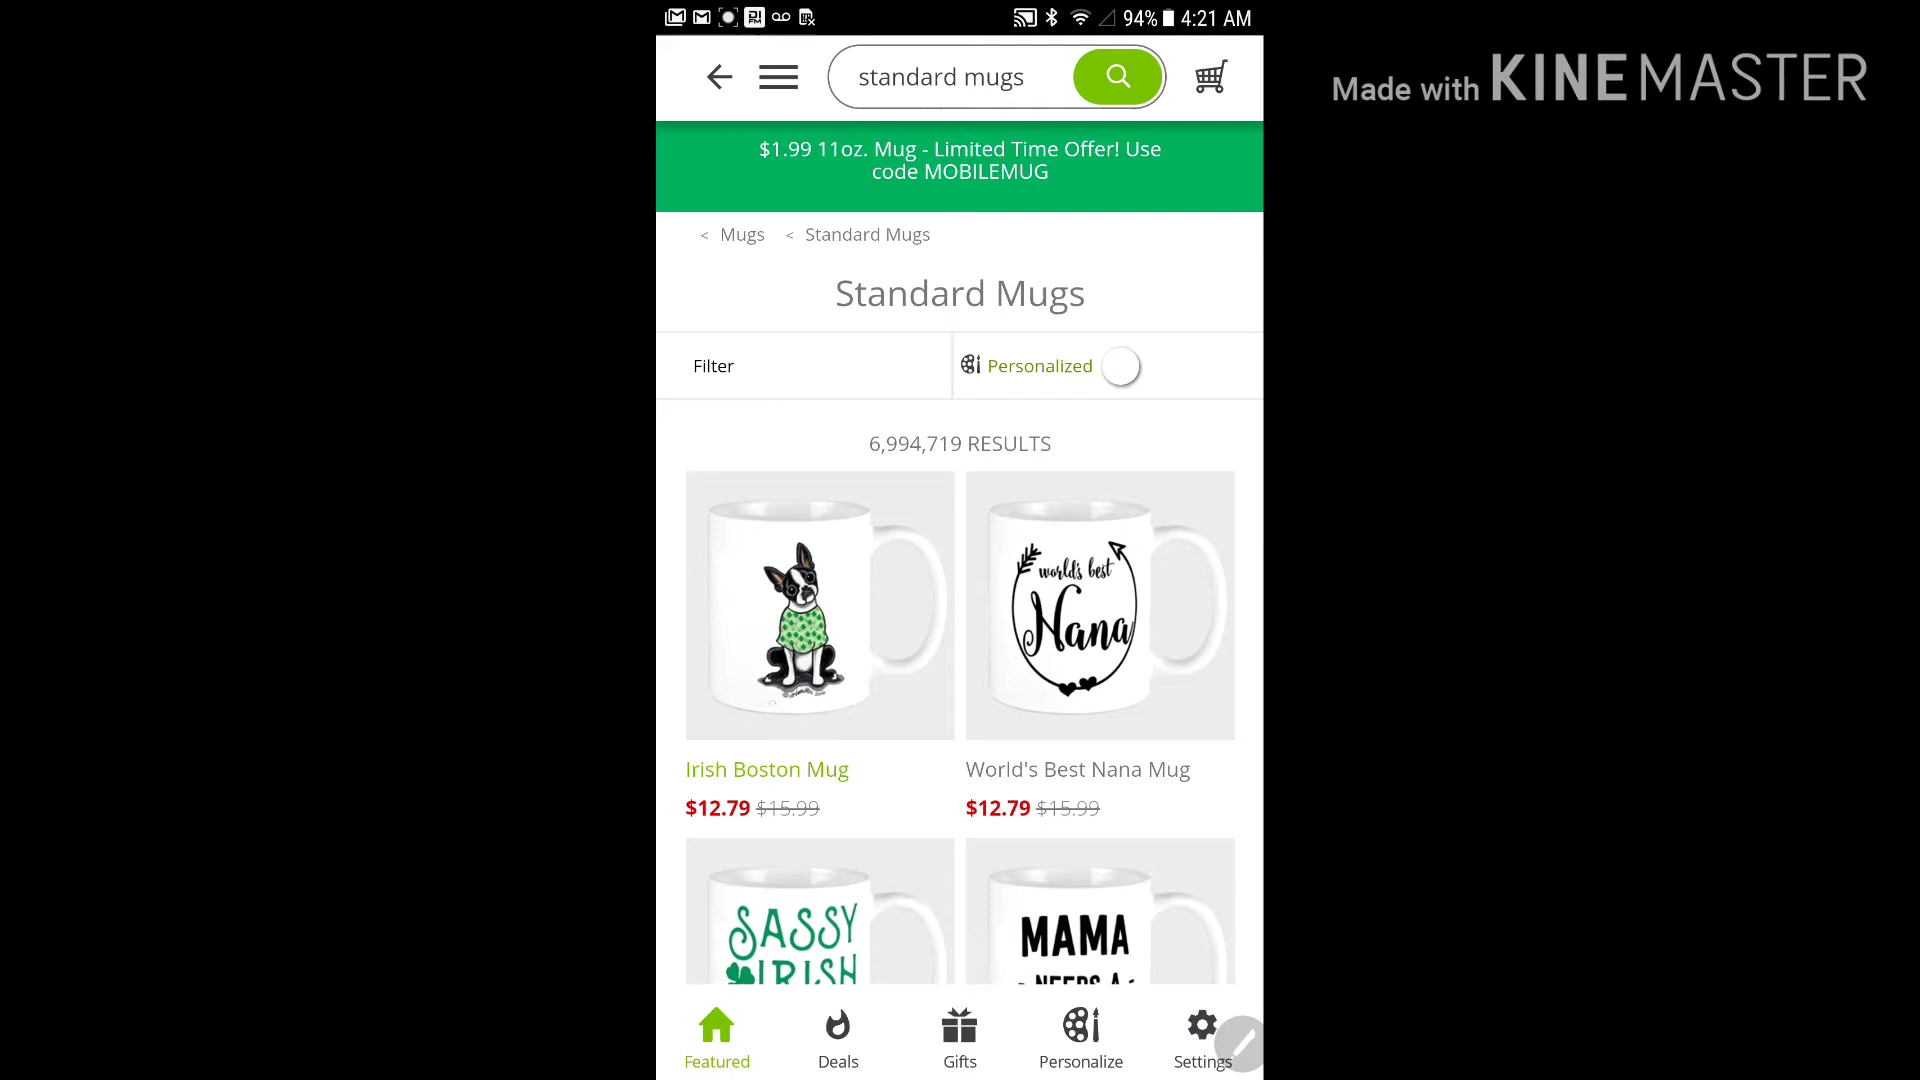 94% 4:21 AM
standard mugs
Made with KINEMASTER
$1.99 11oz. Mug - Limited Time Offer! Use
code MOBILEMUG
< Mugs < Standard Mugs
Standard Mugs
Filter
Personalized
6,994,719 RESULTS
world's best
Nana
Irish Boston Mug
World's Best Nana Mug
$12.79 $15.99
$12.79 $15.99
SASSY
IRISH
MAMA
NEEDS A
Featured
Deals
Gifts
Personalize
Settings